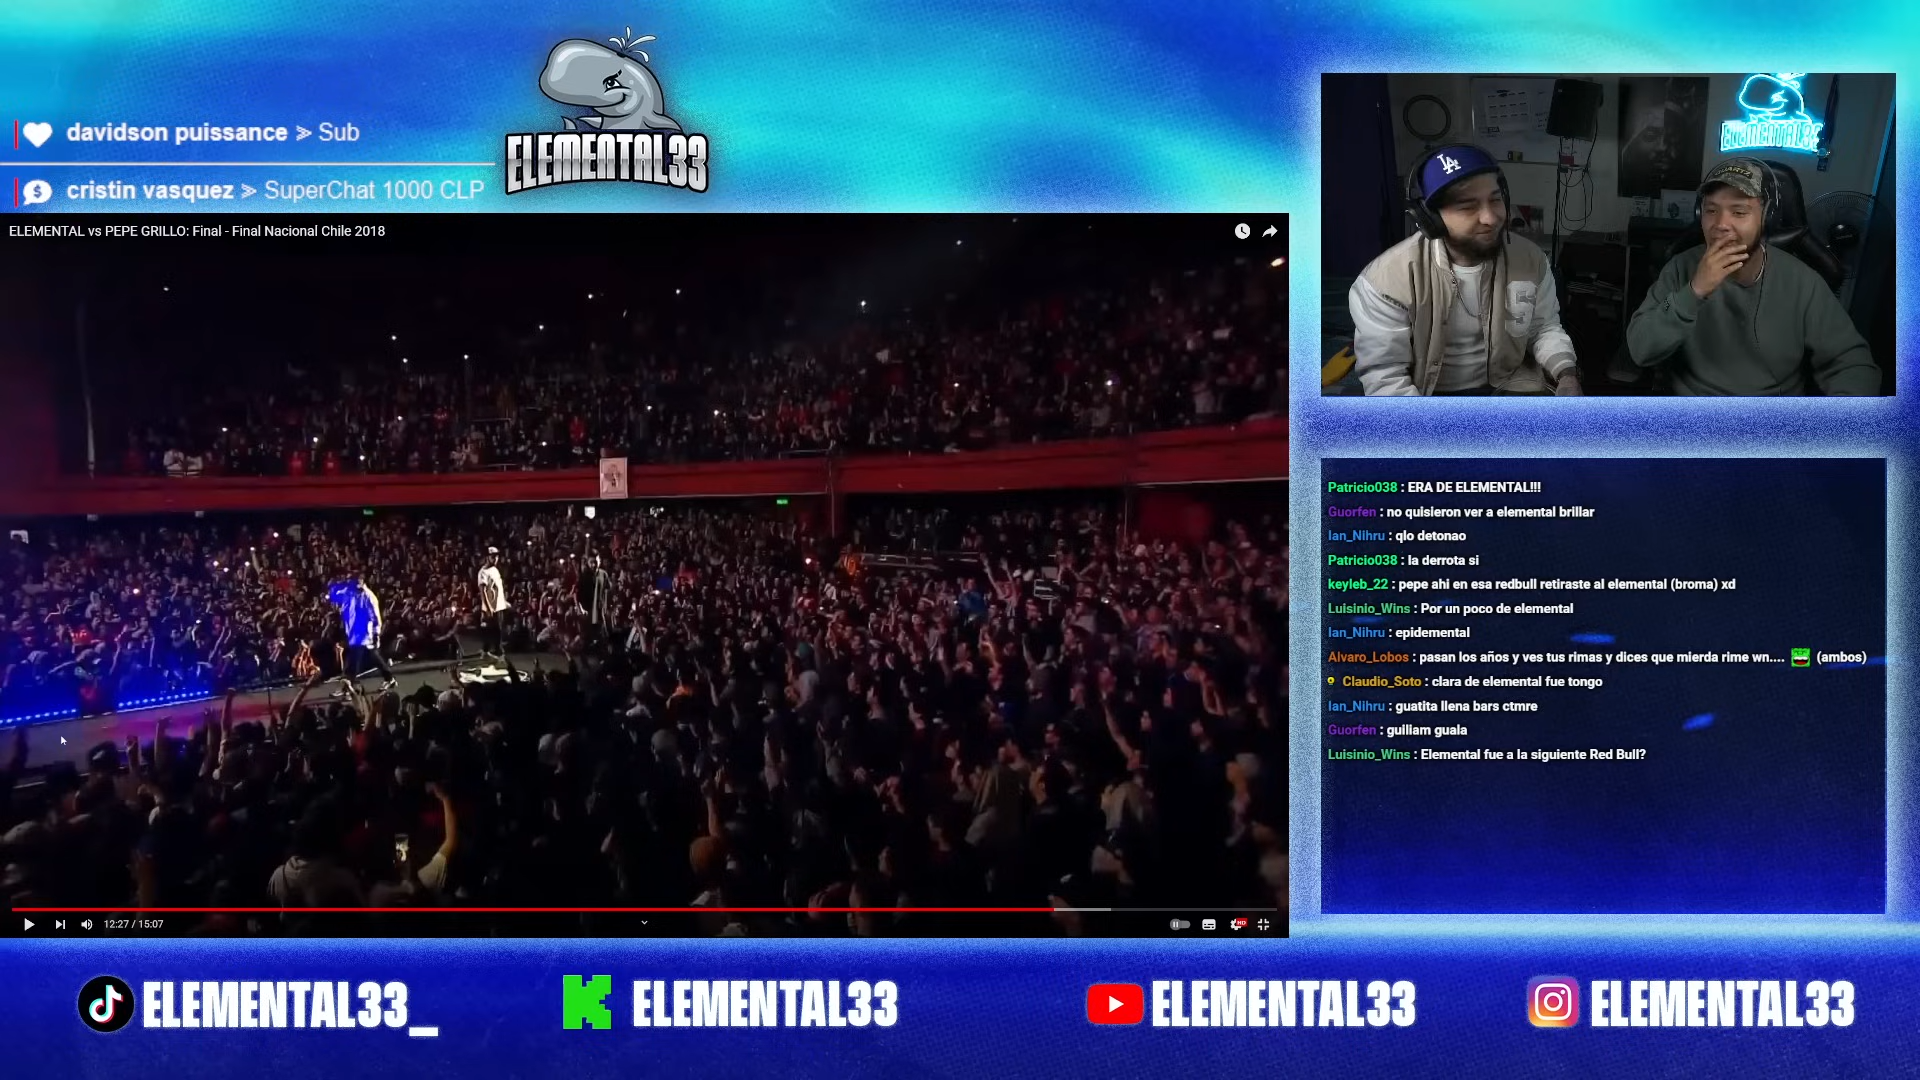 davidson puissance > Sub
cristin vasquez > SuperChat 1000 CLP
ELEMENTAL33
ELEMENTAL vs PEPE GRILLO: Final - Final Nacional Chile 2018
LA
ELEMENTAL33
Patricio038 : ERA DE ELEMENTAL!!!
Guorfen : no quisieron ver a elemental brillar
Ian_Nihru : qlo detonao
Patricio038 : la derrota si
keyleb_22 : pepe ahi en esa redbull retiraste al elemental (broma) xd
Luisinio_Wins : Por un poco de elemental
Ian_Nihru : epidemental
Alvaro_Lobos : pasan los años y ves tus rimas y dices que mierda rime wn.... (ambos)
Claudio_Soto : clara de elemental fue tongo
Ian_Nihru : guatita llena bars ctmre
Guorfen : guiliam guala
Luisinio_Wins : Elemental fue a la siguiente Red Bull?
12:27 / 15:07
HD
ELEMENTAL33_
ELEMENTAL33
ELEMENTAL33
ELEMENTAL33